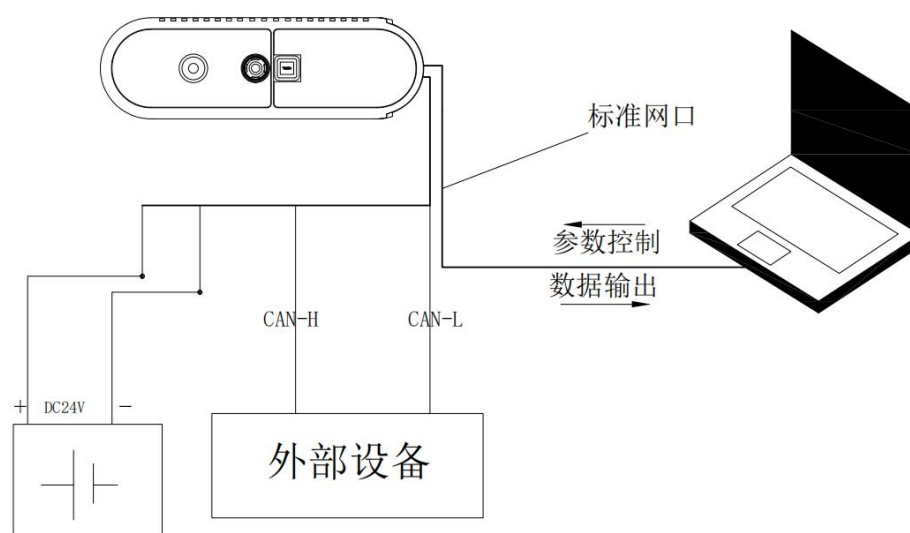 标准网口
参数控制
数据输出
CAN-H
CAN-L
+ DC24V -
外部设备